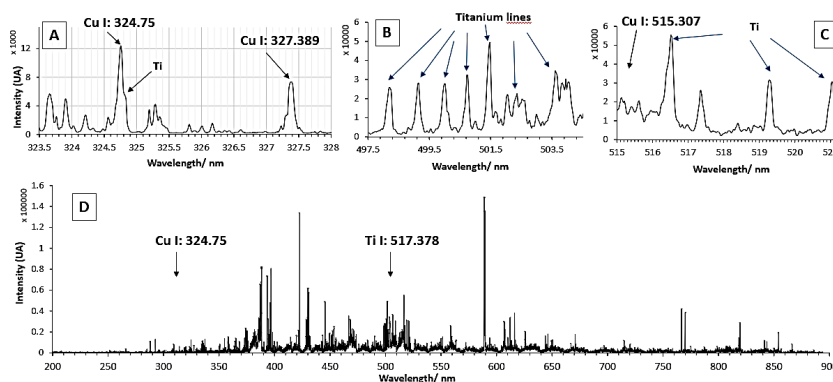 Cu I: 324.75
A
Cu I: 327.389
Ti
x 1000
Intensity (UA)
12
8
4
0
323.5 324 324.5 325 325.5 326 326.5 327 327.5 328
Wavelength/ nm
Titanium lines
B
x 10000
6
5
4
3
2
1
0
497.5 499.5 501.5 503.5
Wavelength/ nm
Cu I: 515.307
Ti
C
x 10000
6
5
4
3
2
1
0
515 516 517 518 519 520 52
Wavelength/ nm
D
x 100000
Intensity (UA)
1.6
1.4
1.2
1
0.8
0.6
0.4
0.2
0
Cu I: 324.75
Ti I: 517.378
200 250 300 350 400 450 500 550 600 650 700 750 800 850 90
Wavelength/ nm